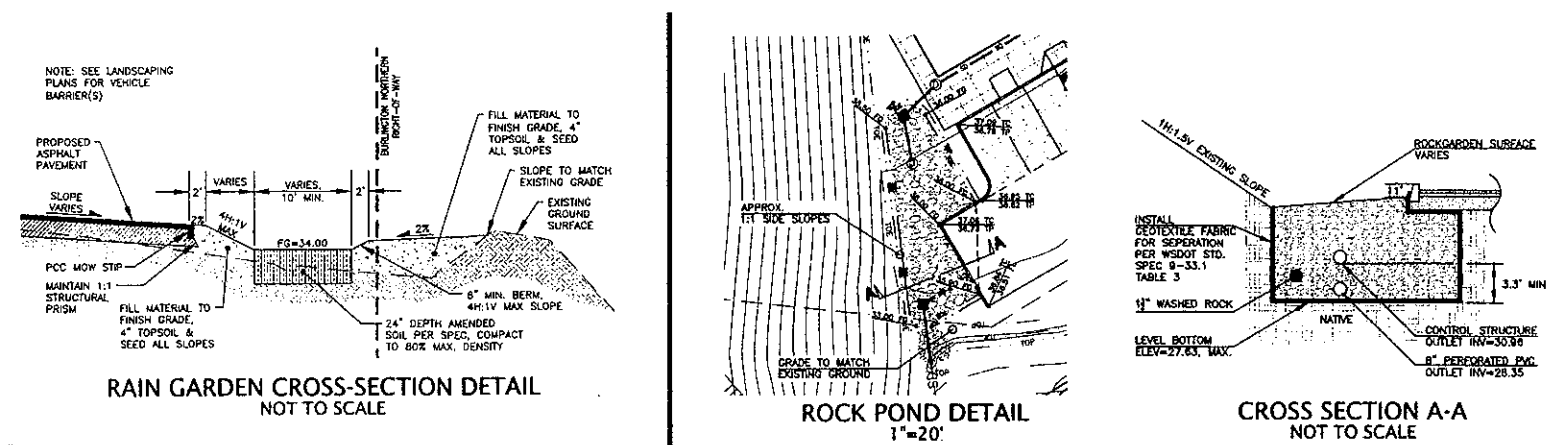 NOTE: SEE LANDSCAPING
PLANS FOR VEHICLE
BARRIER(S)
PROPOSED
ASPHALT
PAVEMENT
SLOPE
VARIES
2'
VARIES
VARIES,
10' MIN.
2'
BURLINGTON NORTHERN
RIGHT-OF-WAY
FILL MATERIAL TO
FINISH GRADE, 4"
TOPSOIL & SEED
ALL SLOPES
SLOPE TO MATCH
EXISTING GRADE
EXISTING
GROUND
SURFACE
2%
4H:1V
MAX
FG=34.00
2%
PCC MOW STIP
MAINTAIN 1:1
STRUCTURAL
PRISM
FILL MATERIAL TO
FINISH GRADE,
4" TOPSOIL &
SEED ALL SLOPES
6" MIN. BERM,
4H:1V MAX SLOPE
24" DEPTH AMENDED
SOIL PER SPEC, COMPACT
TO 80% MAX. DENSITY
RAIN GARDEN CROSS-SECTION DETAIL
NOT TO SCALE
APPROX.
1:1 SIDE SLOPES
GRADE TO MATCH
EXISTING GROUND
TOP
A
ROCK POND DETAIL
1"=20'
1H:1.5V EXISTING SLOPE
ROCKGARDEN SURFACE
VARIES
1'
INSTALL
GEOTEXTILE FABRIC
FOR SEPERATION
PER WSDOT STD.
SPEC 9-33.1
TABLE 3
WASHED ROCK
LEVEL BOTTOM
ELEV=27.63, MAX.
NATIVE
3.3' MIN
CONTROL STRUCTURE
OUTLET INV=30.96
8" PERFORATED PVC
OUTLET INV=28.35
CROSS SECTION A-A
NOT TO SCALE